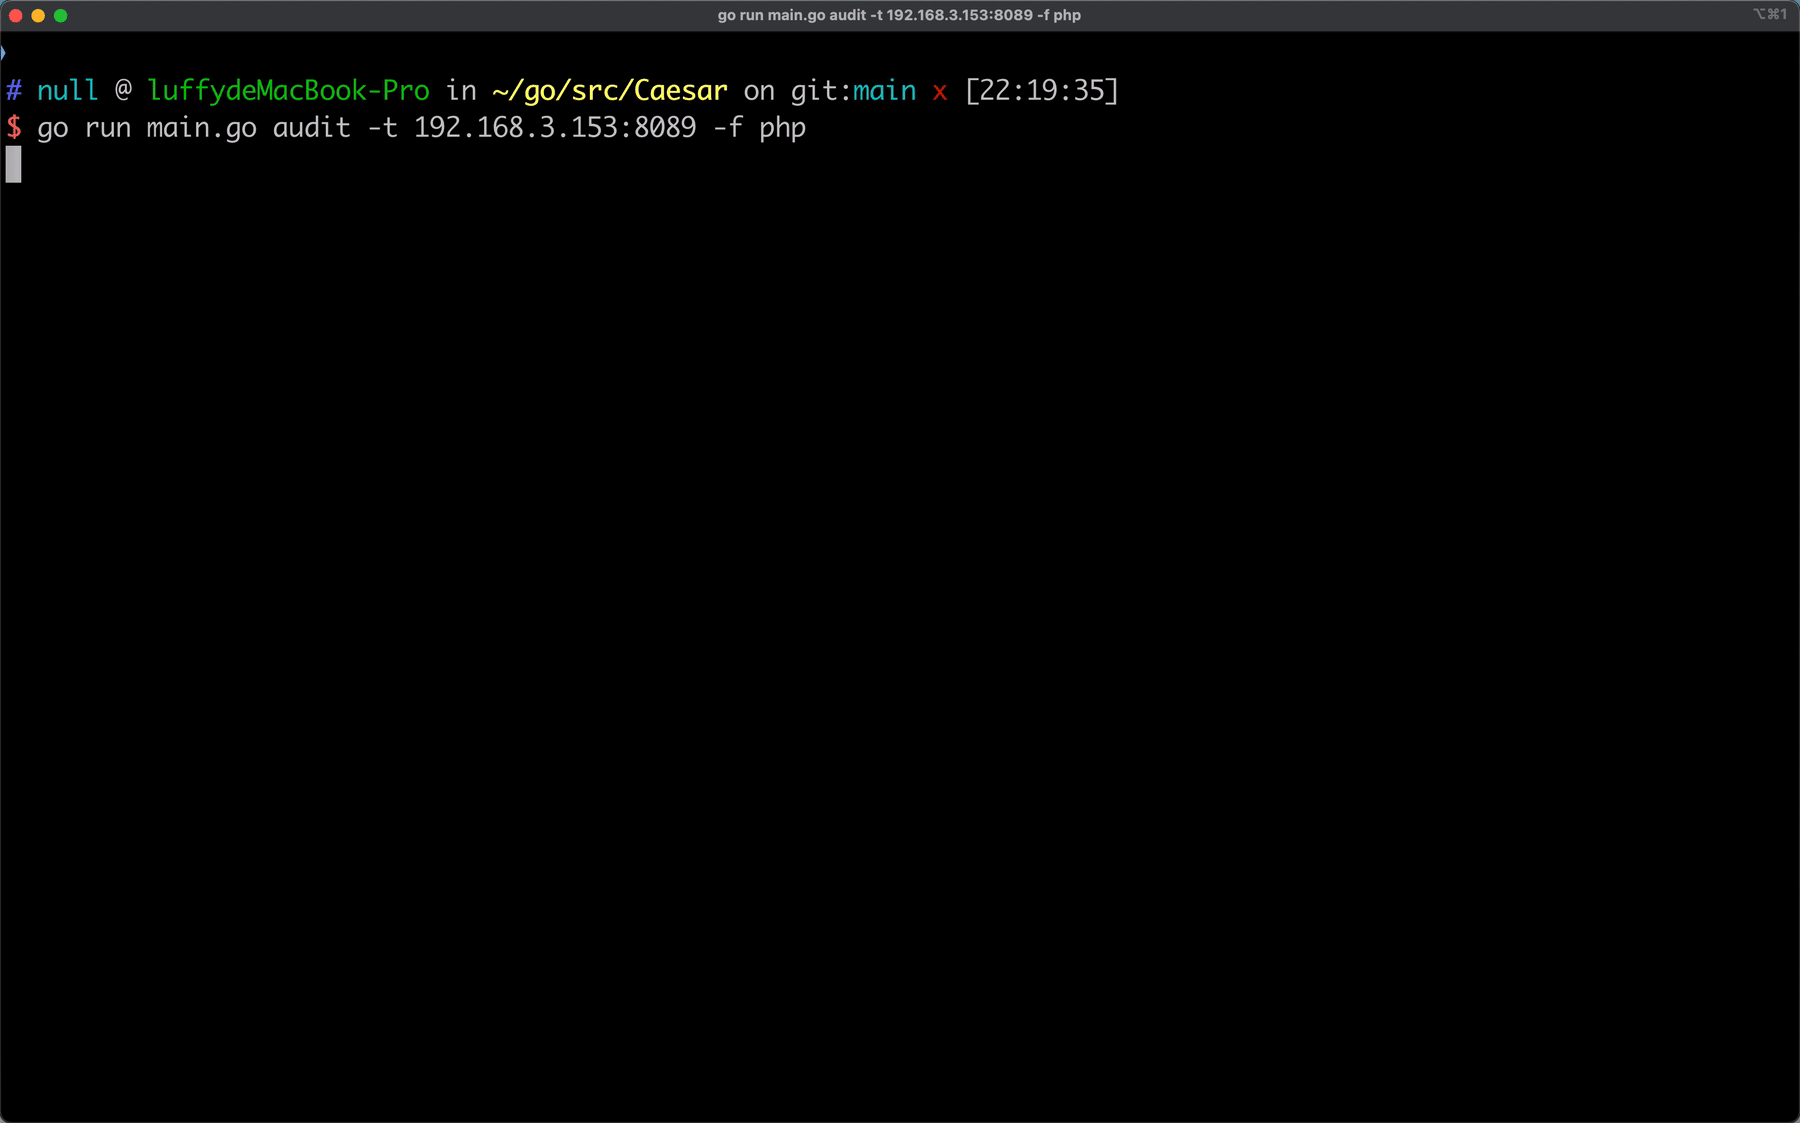 go run main.go audit -t 192.168.3.153:8089 -f php
⌥⌘1
# null @ luffydeMacBook-Pro in ~/go/src/Caesar on git:main x [22:19:35]
$ go run main.go audit -t 192.168.3.153:8089 -f php